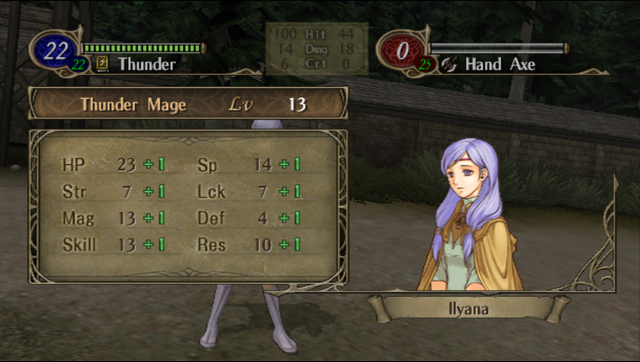 22 22 Thunder
100 Hit 44
14 Dmg 18
6 Crt 0
0 25 Hand Axe
Thunder Mage Lv 13
HP 23 +1 Sp 14 +1
Str 7 +1 Lck 7 +1
Mag 13 +1 Def 4 +1
Skill 13 +1 Res 10 +1
Ilyana